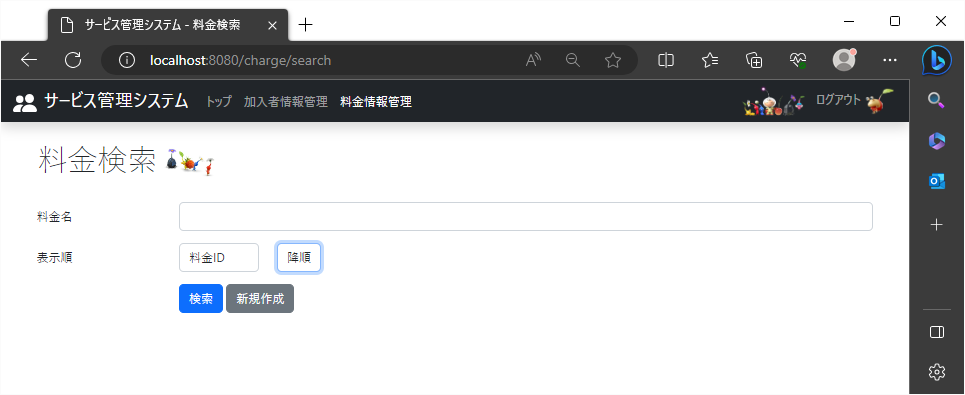 サービス管理システム - 料金検索
localhost:8080/charge/search
サービス管理システム トップ 加入者情報管理 料金情報管理 ログアウト
料金検索
料金名
表示順 料金ID 降順
検索 新規作成